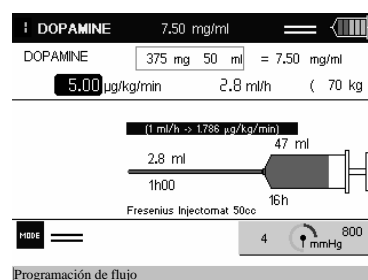 DOPAMINE 7.50 mg/ml
DOPAMINE 375 mg 50 ml = 7.50 mg/ml
5.00 µg/kg/min 2.8 ml/h ( 70 kg
(1 ml/h -> 1.786 µg/kg/min)
47 ml
2.8 ml
1h00
16h
Fresenius Injectomat 50cc
MODE 4 mmHg 800
Programación de flujo